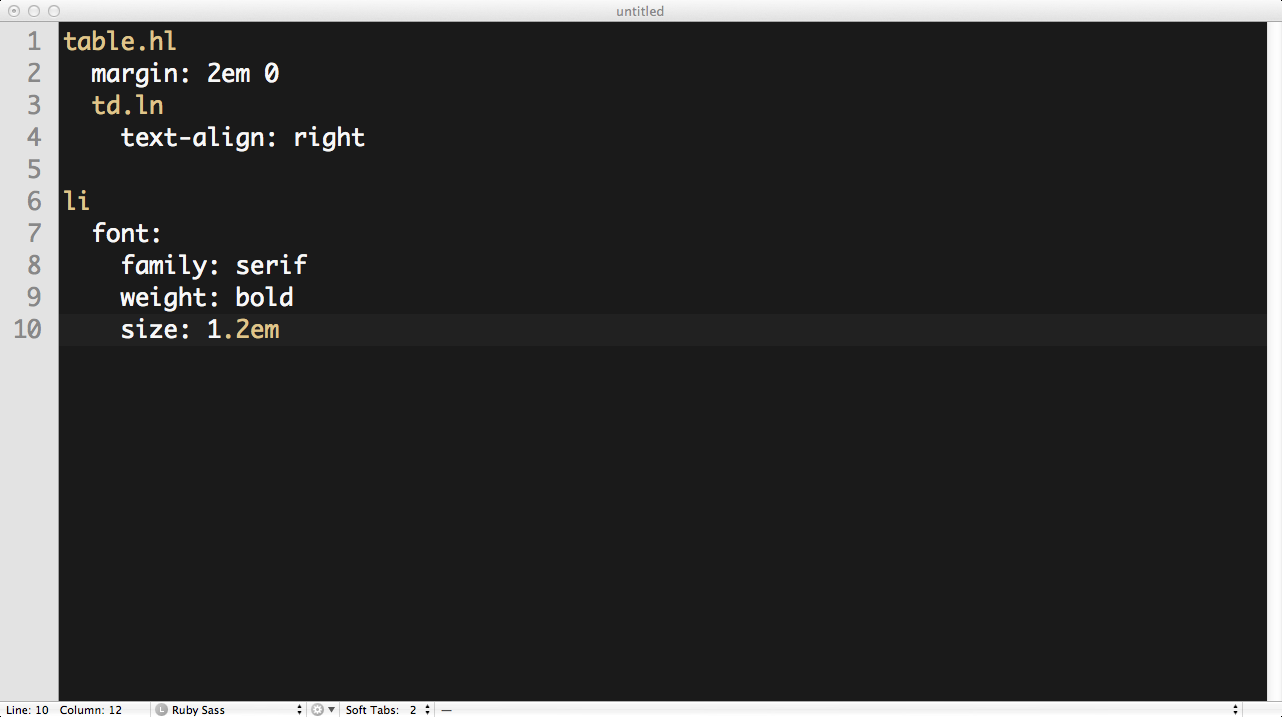 untitled
1 table.hl
2   margin: 2em 0
3   td.ln
4     text-align: right
5
6 li
7   font:
8     family: serif
9     weight: bold
10     size: 1.2em
Line: 10 Column: 12 L Ruby Sass Soft Tabs: 2 —